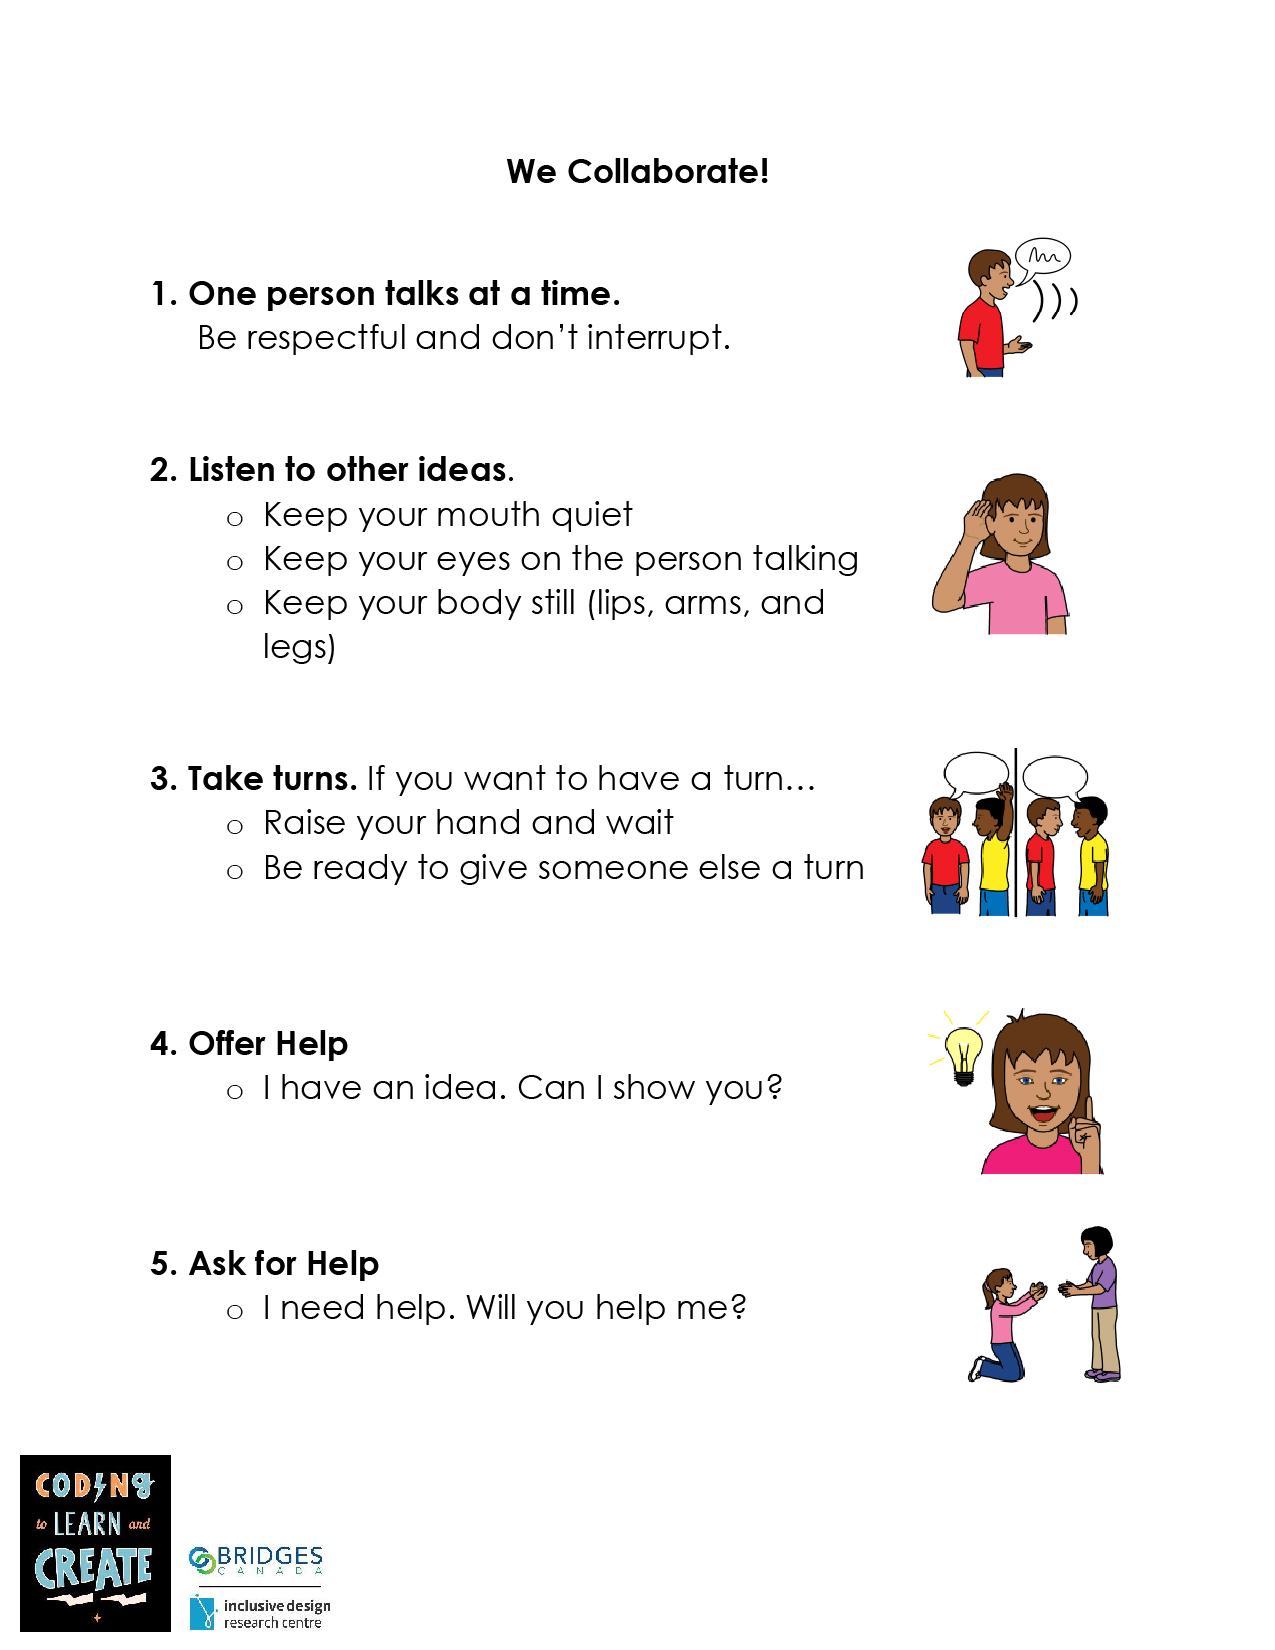 We Collaborate!
1. One person talks at a time.
Be respectful and don’t interrupt.
2. Listen to other ideas.
o Keep your mouth quiet
o Keep your eyes on the person talking
o Keep your body still (lips, arms, and
legs)
3. Take turns. If you want to have a turn…
o Raise your hand and wait
o Be ready to give someone else a turn
4. Offer Help
o I have an idea. Can I show you?
5. Ask for Help
o I need help. Will you help me?
CODING
to LEARN and
CREATE
BRIDGES
CANADA
inclusive design
research centre